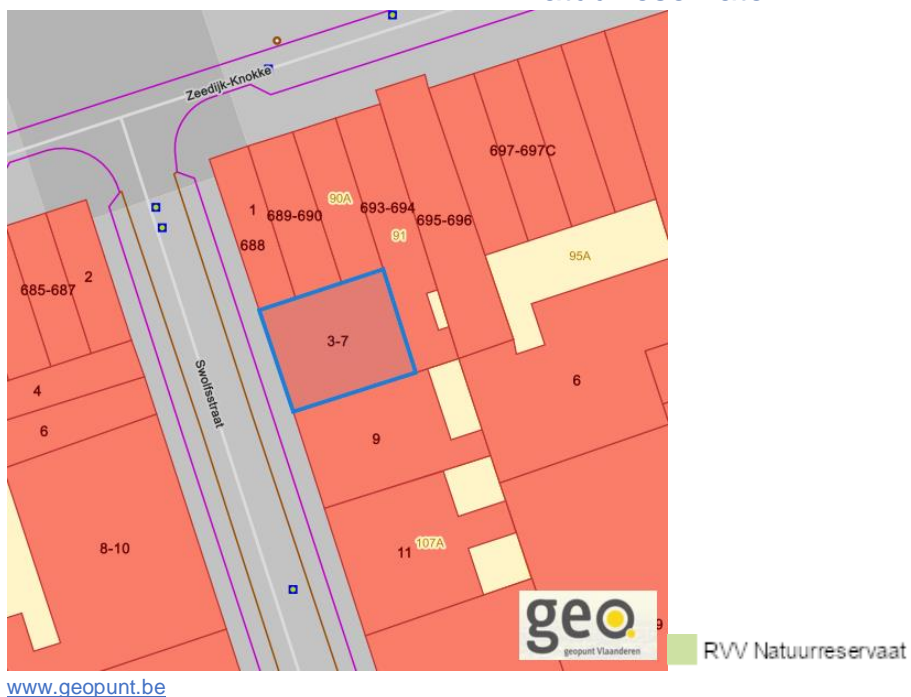 Zeedijk-Knokke
697-697C
90A
1
689-690
693-694
695-696
91
688
95A
2
685-687
3-7
Swolfsstraat
4
6
6
9
8-10
11
107A
9
geo
geopunt Vlaanderen
RVV Natuurreservaat
www.geopunt.be